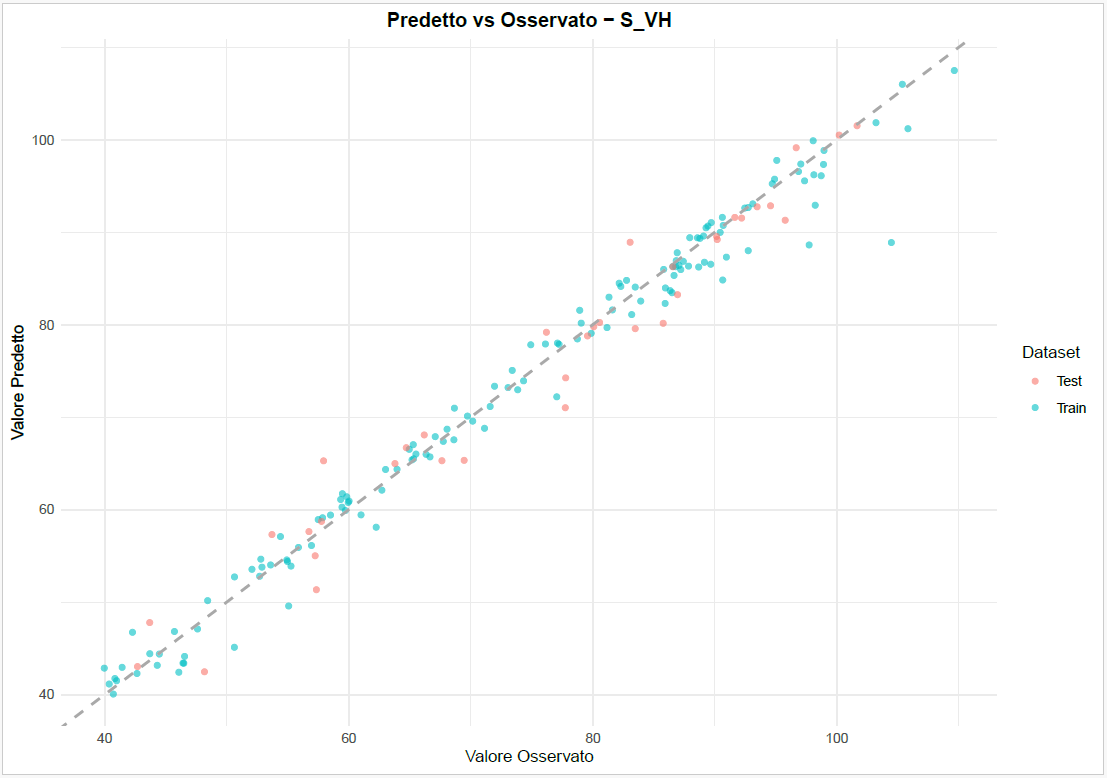 Predetto vs Osservato − S_VH
Valore Predetto
100
80
60
40
40 60 80 100
Valore Osservato
Dataset
Test
Train